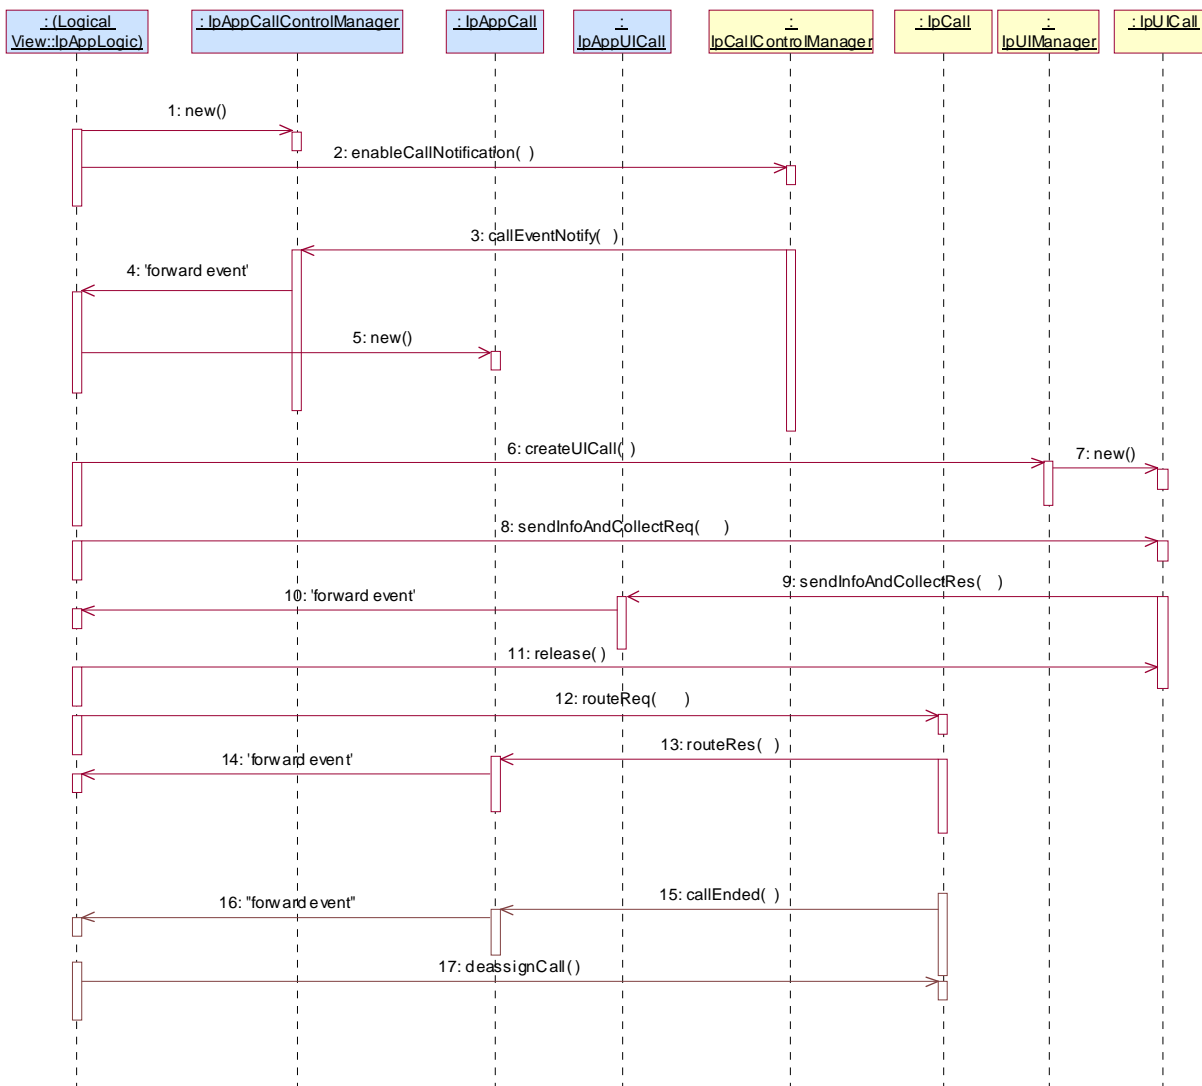 : (Logical
View::IpAppLogic)
: IpAppCallControlManager
: IpAppCall
:
IpAppUICall
:
IpCallControlManager
: IpCall
:
IpUIManager
: IpUICall
1: new()
2: enableCallNotification( )
3: callEventNotify( )
4: 'forward event'
5: new()
6: createUICall( )
7: new()
8: sendInfoAndCollectReq( )
9: sendInfoAndCollectRes( )
10: 'forward event'
11: release( )
12: routeReq( )
13: routeRes( )
14: 'forward event'
15: callEnded( )
16: "forward event"
17: deassignCall( )